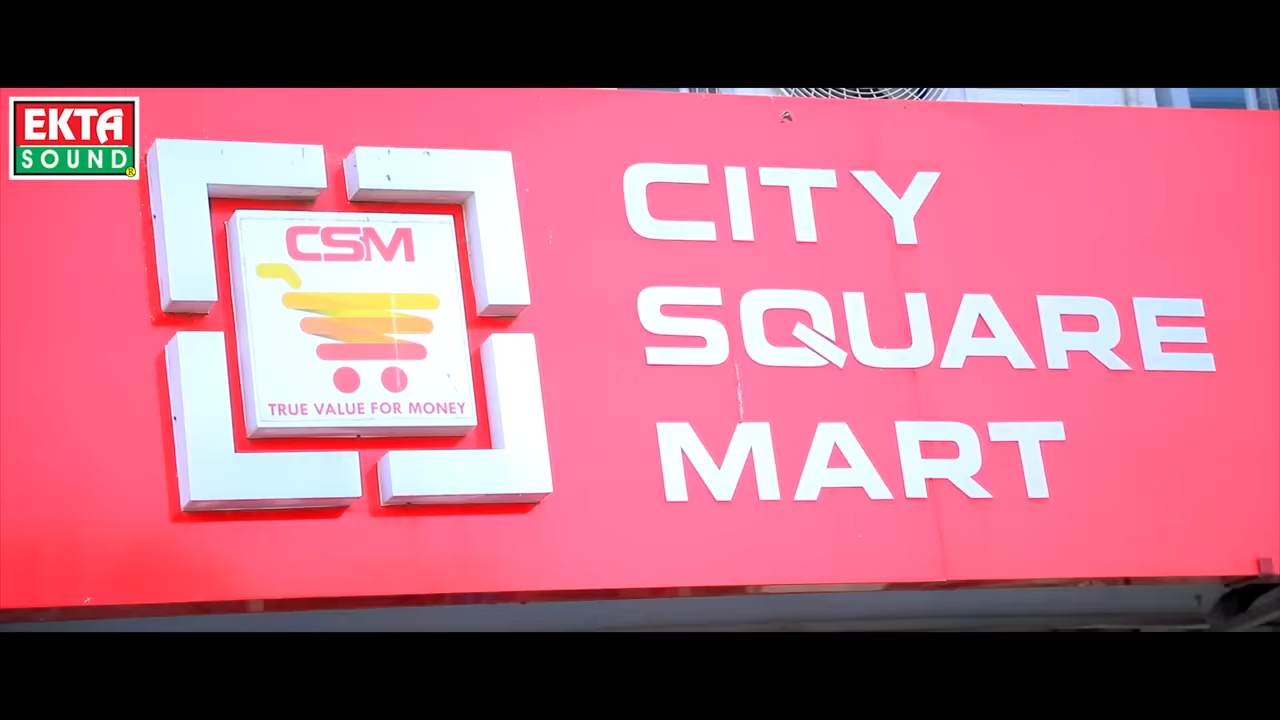 EKTA
SOUND
®
CSM
TRUE VALUE FOR MONEY
CITY
SQUARE
MART